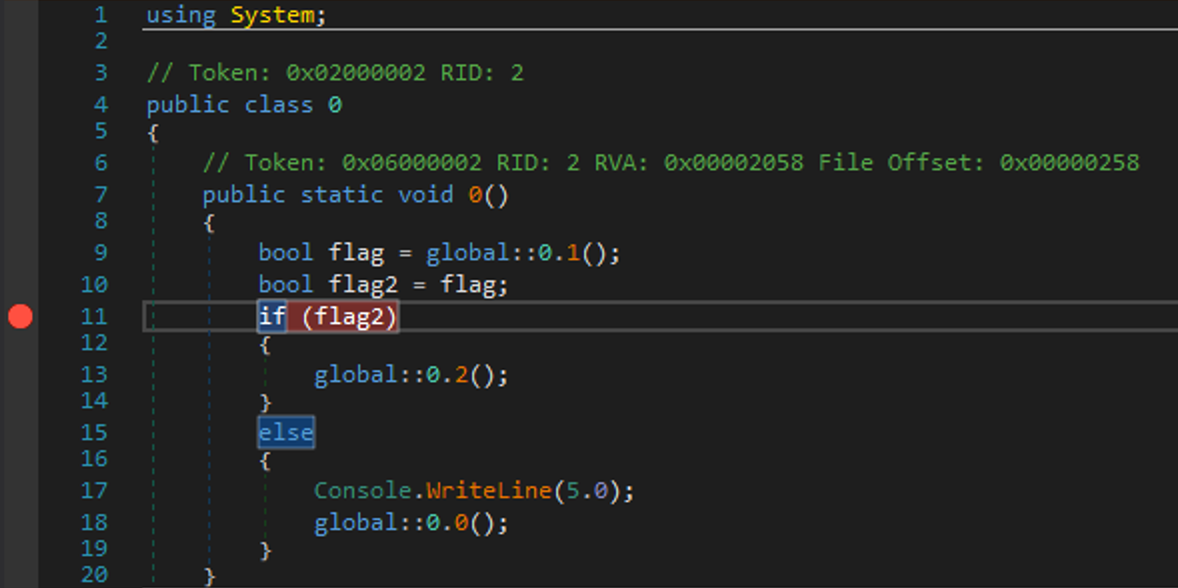 1 using System;
2
3 // Token: 0x02000002 RID: 2
4 public class 0
5 {
6 // Token: 0x06000002 RID: 2 RVA: 0x00002058 File Offset: 0x00000258
7 public static void 0()
8 {
9 bool flag = global::0.1();
10 bool flag2 = flag;
11 if (flag2)
12 {
13 global::0.2();
14 }
15 else
16 {
17 Console.WriteLine(5.0);
18 global::0.0();
19 }
20 }